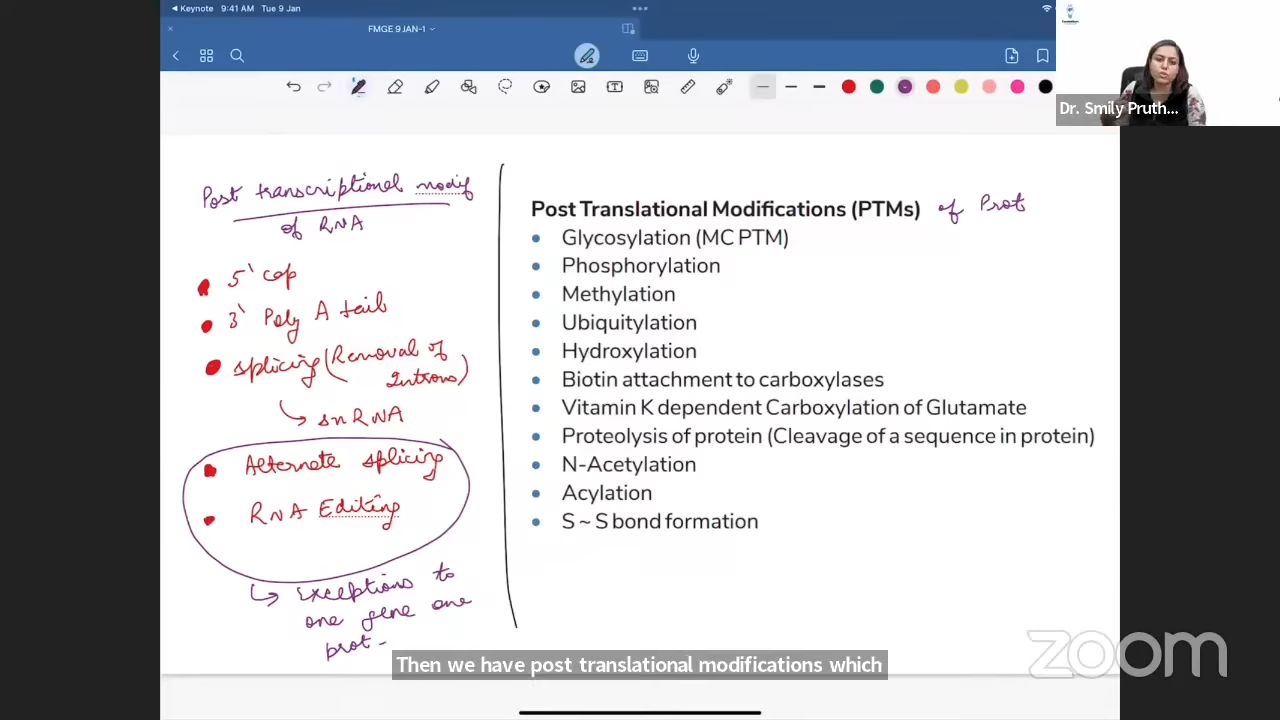 Keynote 9:41 AM Tue 9 Jan
FMGE 9 JAN-1
Dr. Smily Pruth...
Post transcriptional modif
of RNA
5' cap
3' Poly A tail
splicing (Removal of
Introns)
snRNA
Alternate splicing
RNA Editing
exceptions to
one gene one
prot-
Post Translational Modifications (PTMs) of Prot
Glycosylation (MC PTM)
Phosphorylation
Methylation
Ubiquitylation
Hydroxylation
Biotin attachment to carboxylases
Vitamin K dependent Carboxylation of Glutamate
Proteolysis of protein (Cleavage of a sequence in protein)
N-Acetylation
Acylation
S ~ S bond formation
Then we have post translational modifications which
zoom